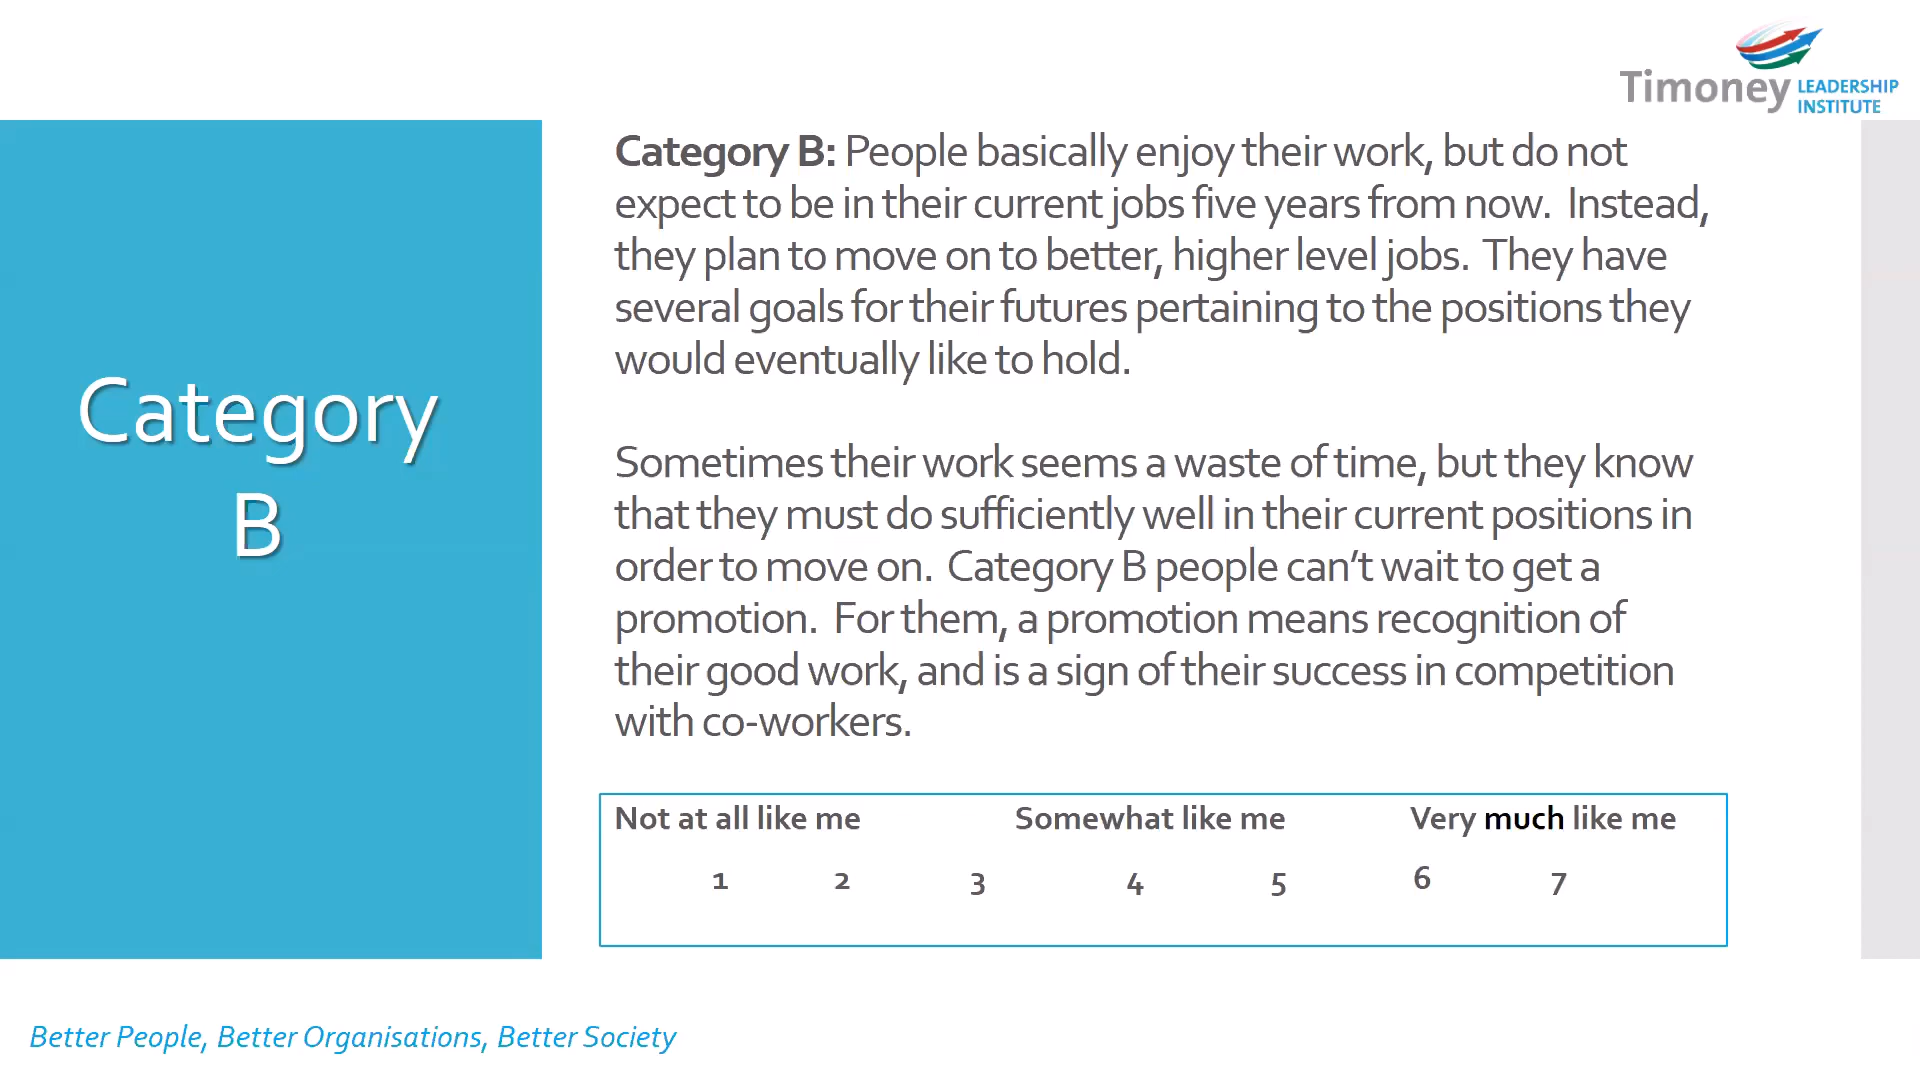 Timoney LEADERSHIP
INSTITUTE
Category
B
Category B: People basically enjoy their work, but do not
expect to be in their current jobs five years from now.  Instead,
they plan to move on to better, higher level jobs.  They have
several goals for their futures pertaining to the positions they
would eventually like to hold.
Sometimes their work seems a waste of time, but they know
that they must do sufficiently well in their current positions in
order to move on.  Category B people can’t wait to get a
promotion.  For them, a promotion means recognition of
their good work, and is a sign of their success in competition
with co-workers.
Not at all like me Somewhat like me Very much like me
1 2 3 4 5 6 7
Better People, Better Organisations, Better Society